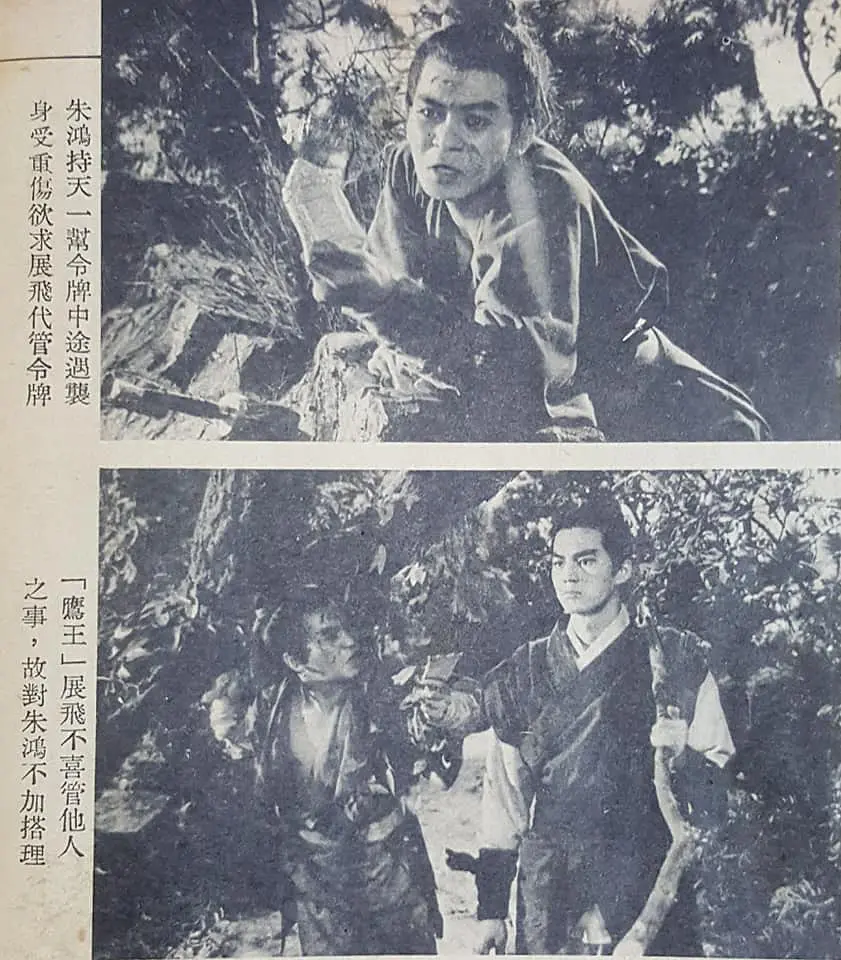 朱鴻持天一幫令牌中途遇襲
身受重傷欲求展飛代管令牌
「鷹王」展飛不喜管他人
之事，故對朱鴻不加搭理